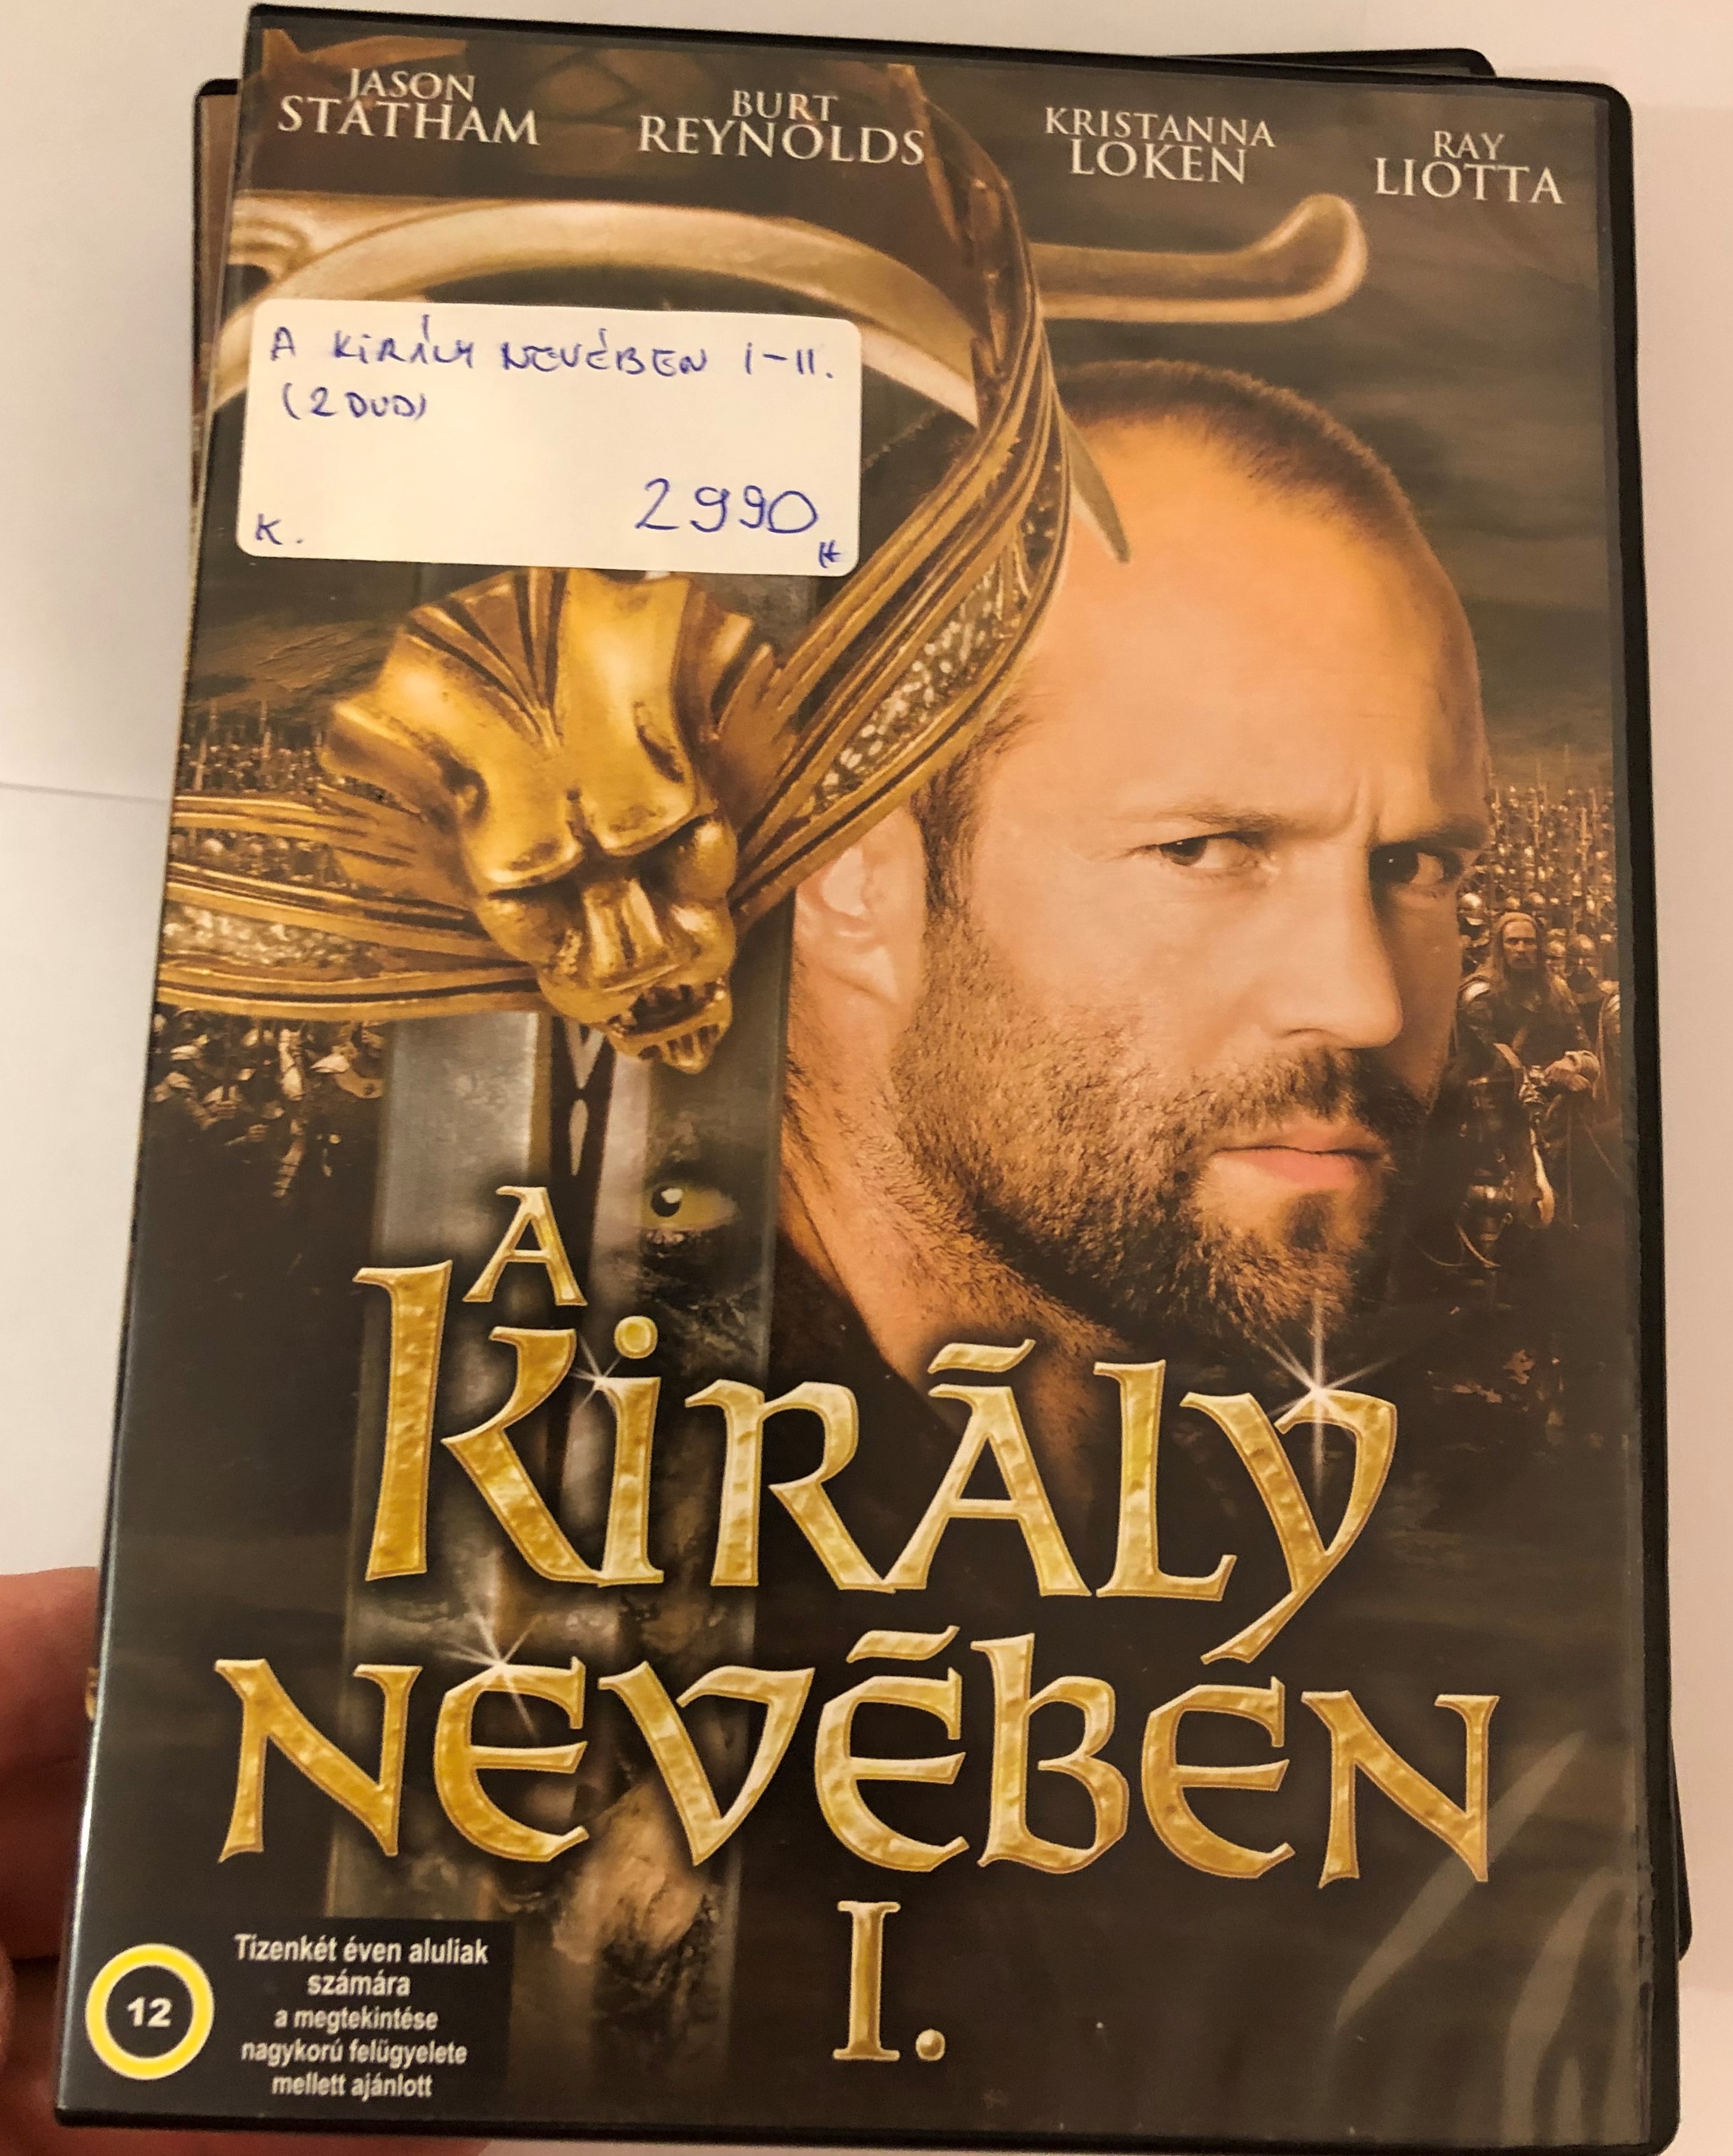 JASON
STATHAM
BURT
REYNOLDS
KRISTANNA
LOKEN
RAY
LIOTTA
A KIRÁLY NEVÉBEN I-II.
(2 DVD)
2990
K.
A
KIRÁLY
NEVÉBEN
I.
12
Tizenkét éven aluliak
számára
a megtekintése
nagykorú felügyelete
mellett ajánlott